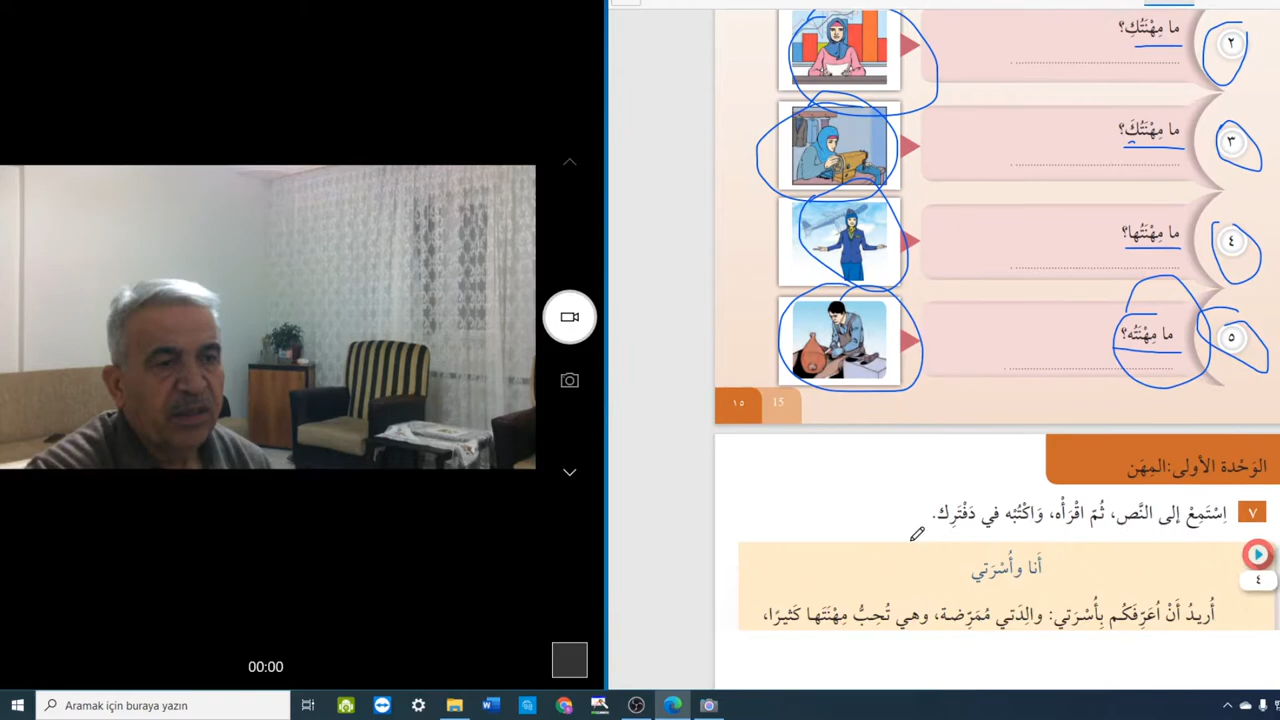 ٢
ما مِهْنَتُكِ؟
٣
ما مِهْنَتُكَ؟
٤
ما مِهْنَتُها؟
٥
ما مِهْنَتُه؟
١٥ 15
الوَحْدة الأولى:المِهَن
٧ اِسْتَمِعْ إلى النَّص، ثُمّ اقْرَأْه، وَاكْتُبْه في دَفْتَرِك.
أَنا وأُسْرَتي
٤
أُريدُ أَنْ أُعَرِّفَكُم بِأُسْرَتي: والِدَتي مُمَرِّضة، وهي تُحِبُّ مِهْنَتَها كَثيرًا،
00:00
Aramak için buraya yazın